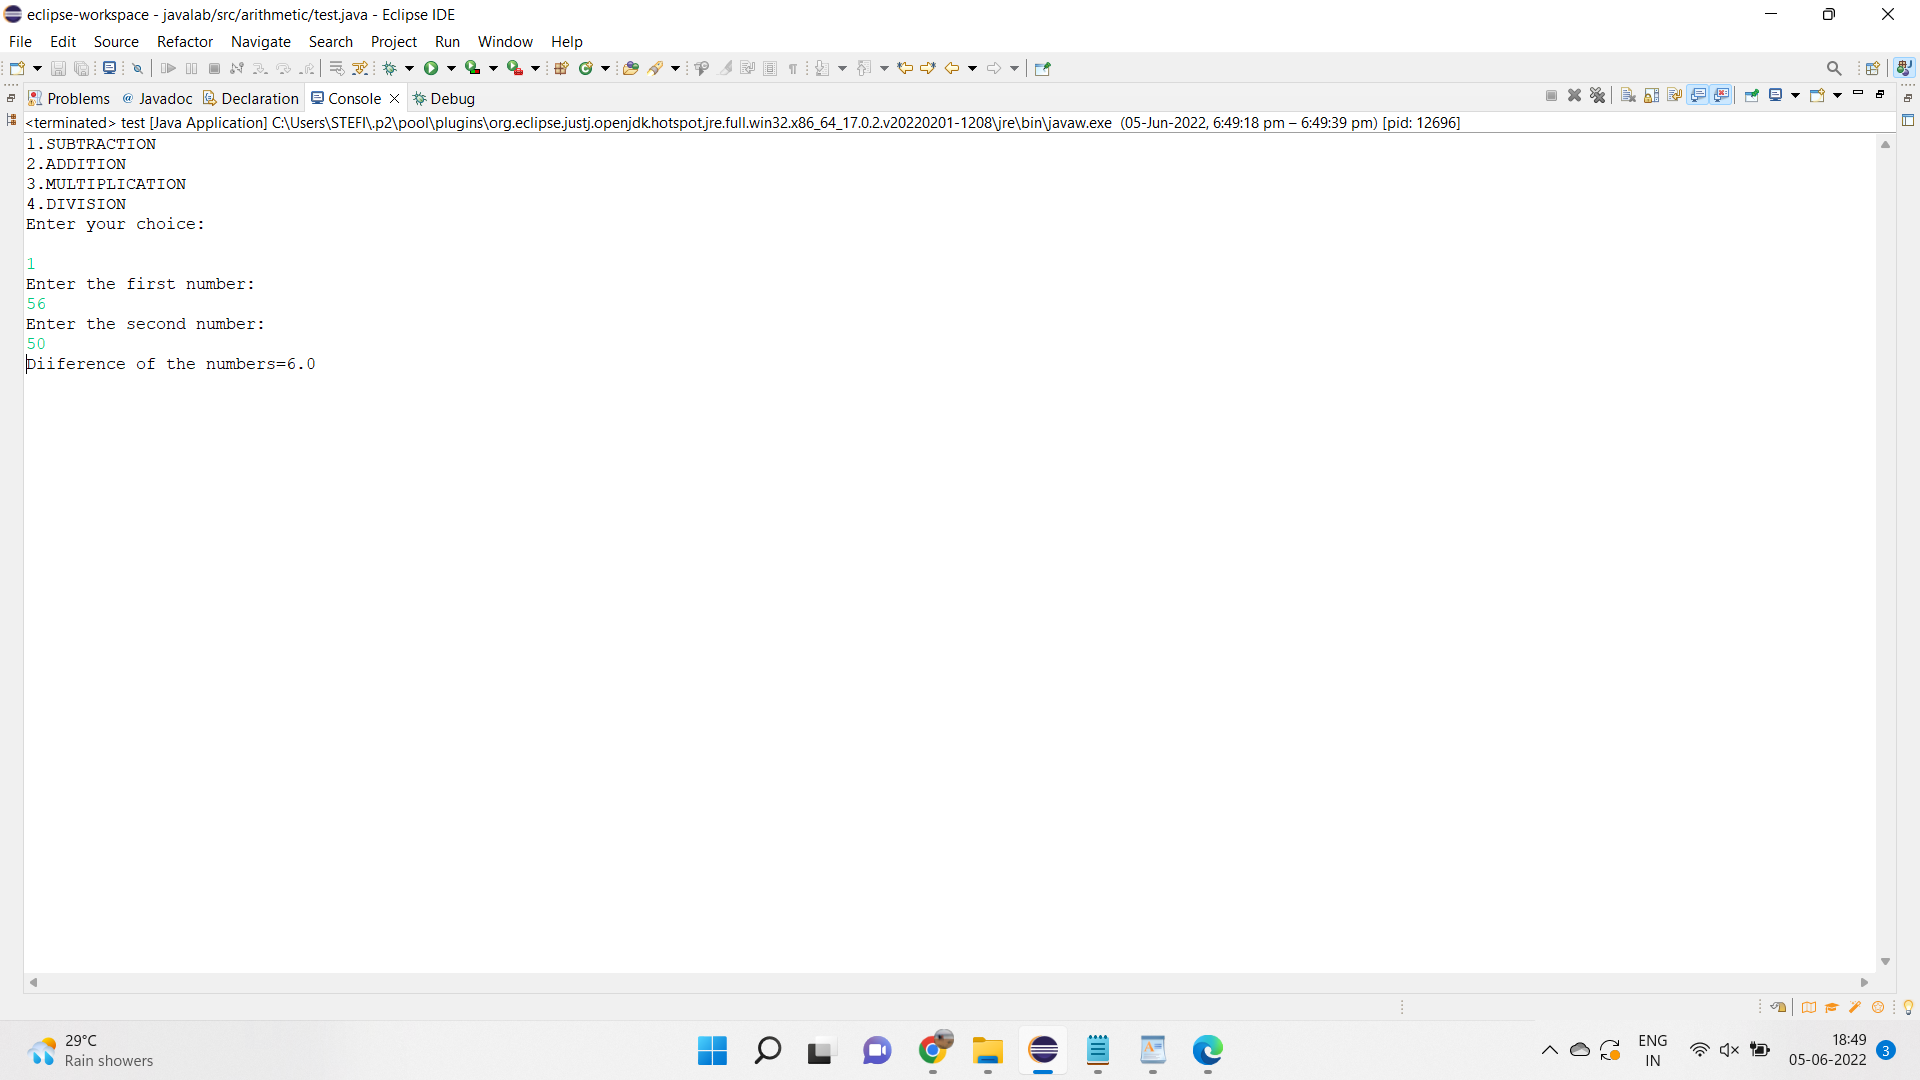 eclipse-workspace - javalab/src/arithmetic/test.java - Eclipse IDE
File Edit Source Refactor Navigate Search Project Run Window Help
Problems @ Javadoc Declaration Console Debug
<terminated> test [Java Application] C:\Users\STEFI\.p2\pool\plugins\org.eclipse.justj.openjdk.hotspot.jre.full.win32.x86_64_17.0.2.v20220201-1208\jre\bin\javaw.exe (05-Jun-2022, 6:49:18 pm – 6:49:39 pm) [pid: 12696]
1.SUBTRACTION
2.ADDITION
3.MULTIPLICATION
4.DIVISION
Enter your choice:
1
Enter the first number:
56
Enter the second number:
50
Diiference of the numbers=6.0
29°C
Rain showers
ENG
IN
18:49
05-06-2022
3